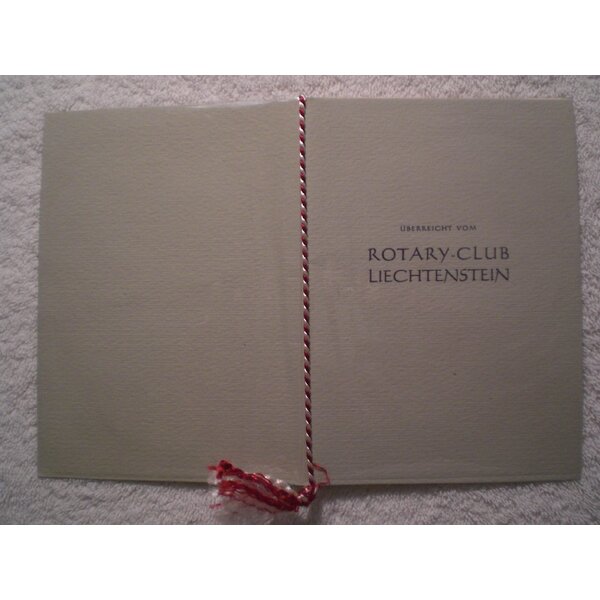 ÜBERREICHT VOM
ROTARY-CLUB
LIECHTENSTEIN